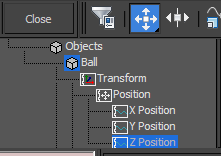 Close
Objects
Ball
Transform
Position
X Position
Y Position
Z Position